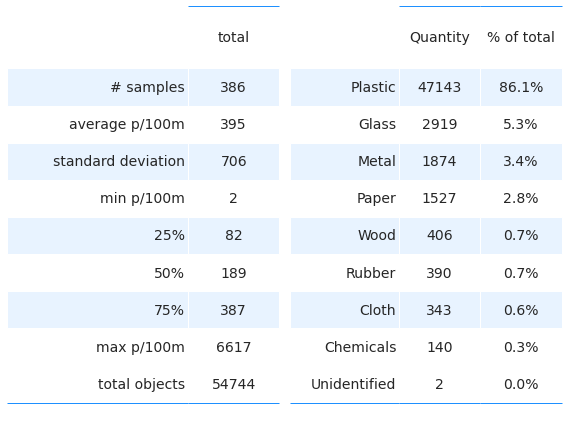 total
# samples 386
average p/100m 395
standard deviation 706
min p/100m 2
25% 82
50% 189
75% 387
max p/100m 6617
total objects 54744
Quantity % of total
Plastic 47143 86.1%
Glass 2919 5.3%
Metal 1874 3.4%
Paper 1527 2.8%
Wood 406 0.7%
Rubber 390 0.7%
Cloth 343 0.6%
Chemicals 140 0.3%
Unidentified 2 0.0%